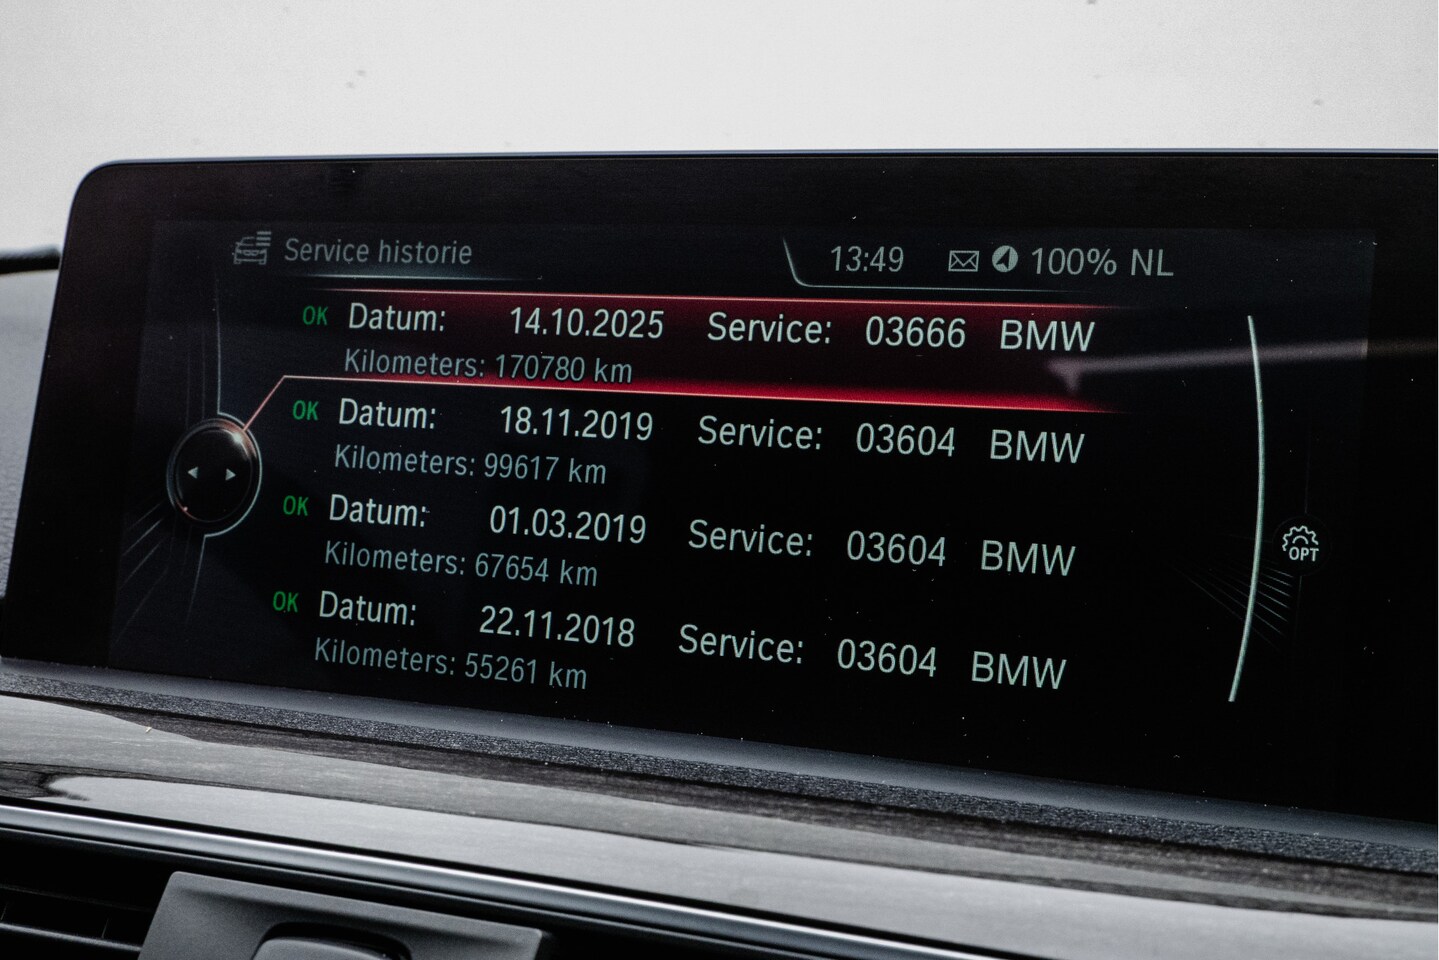 Service historie 13:49 100% NL
OK Datum: 14.10.2025 Service: 03666 BMW
Kilometers: 170780 km
OK Datum: 18.11.2019 Service: 03604 BMW
Kilometers: 99617 km
OK Datum: 01.03.2019 Service: 03604 BMW
Kilometers: 67654 km
OPT
OK Datum: 22.11.2018 Service: 03604 BMW
Kilometers: 55261 km